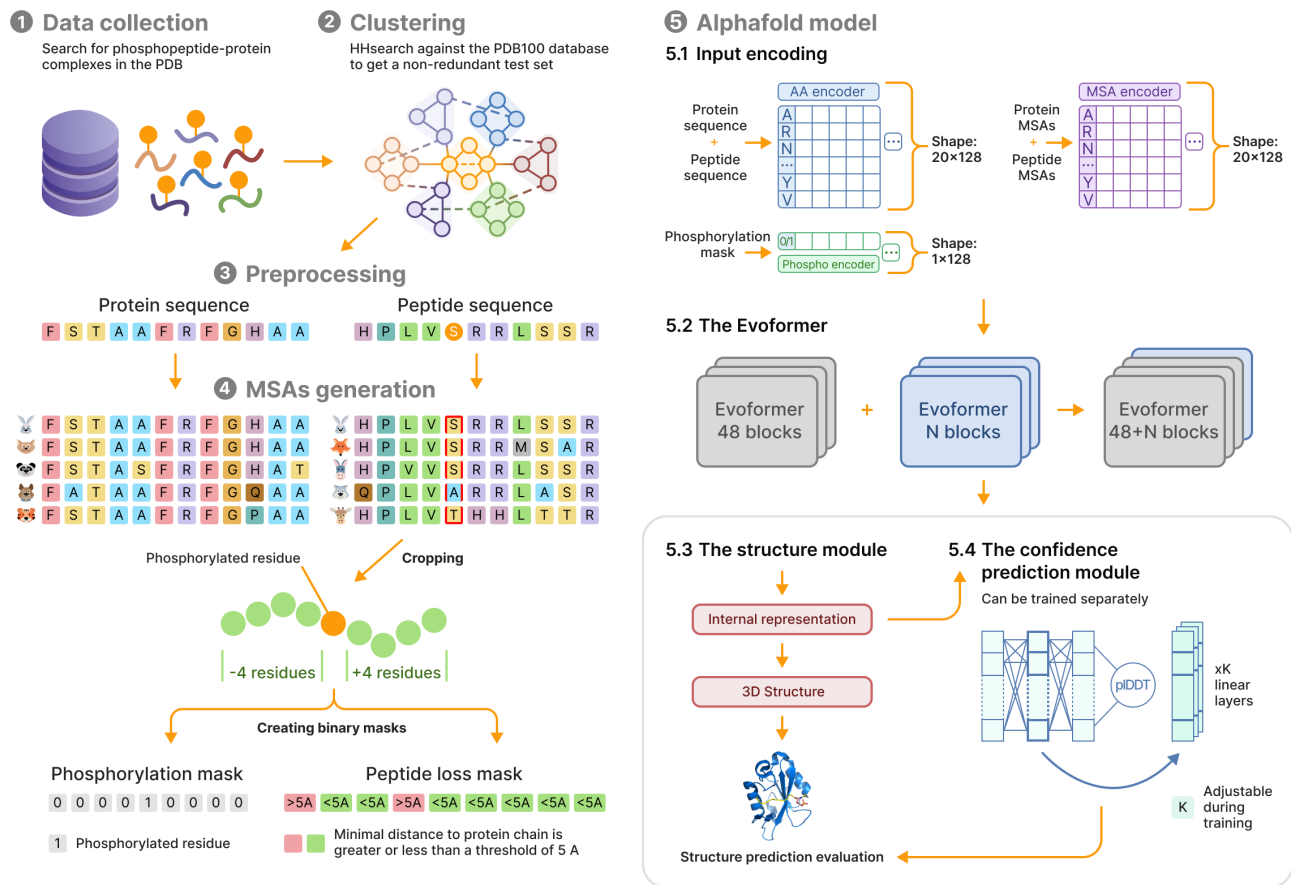 1 Data collection
Search for phosphopeptide-protein
complexes in the PDB
2 Clustering
HHsearch against the PDB100 database
to get a non-redundant test set
3 Preprocessing
Protein sequence
F S T A A F R F G H A A
Peptide sequence
H P L V S R R L S S R
4 MSAs generation
F S T A A F R F G H A A
F S T A A F R F G H A A
F S T A S F R F G H A T
F A T A A F R F G Q A A
F S T A A F R F G P A A
H P L V S R R L S S R
H P L V S R R M S A R
H P V V S R R L S S R
Q P L V A R R L A S R
H P L V T H H L T T R
Phosphorylated residue
Cropping
-4 residues
+4 residues
Creating binary masks
Phosphorylation mask
0 0 0 0 1 0 0 0 0
1 Phosphorylated residue
Peptide loss mask
>5A <5A <5A >5A <5A <5A <5A <5A <5A
Minimal distance to protein chain is
greater or less than a threshold of 5 A
5 Alphafold model
5.1 Input encoding
Protein
sequence
+
Peptide
sequence
AA encoder
A
R
N
...
Y
V
...
Shape:
20×128
Protein
MSAs
+
Peptide
MSAs
MSA encoder
A
R
N
...
Y
V
...
Shape:
20×128
Phosphorylation
mask
0/1
Phospho encoder
...
Shape:
1×128
5.2 The Evoformer
Evoformer
48 blocks
+
Evoformer
N blocks
Evoformer
48+N blocks
5.3 The structure module
Internal representation
3D Structure
Structure prediction evaluation
5.4 The confidence
prediction module
Can be trained separately
plDDT
xK
linear
layers
K
Adjustable
during
training